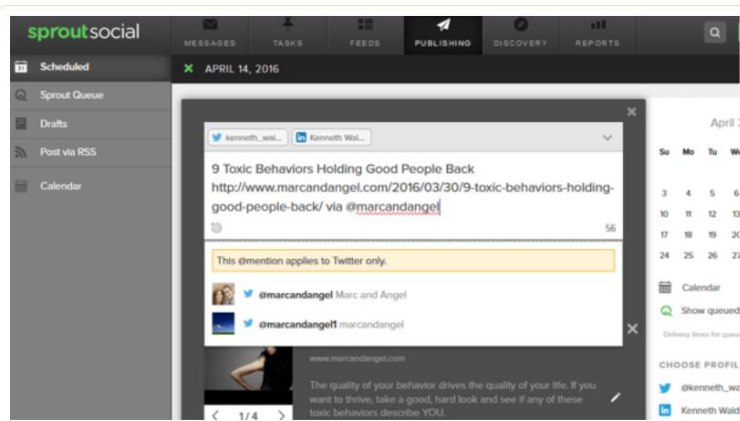 sproutsocial
MESSAGES
TASKS
FEEDS
PUBLISHING
DISCOVERY
REPORTS
Scheduled
Sprout Queue
Drafts
Post via RSS
Calendar
APRIL 14, 2016
kenneth_wal...
Kenneth Wal...
9 Toxic Behaviors Holding Good People Back
http://www.marcandangel.com/2016/03/30/9-toxic-behaviors-holding-
good-people-back/ via @marcandangel
56
This @mention applies to Twitter only.
@marcandangel Marc and Angel
@marcandangel1 marcandangel
www.marcandangel.com
The quality of your behavior drives the quality of your life. If you
want to thrive, take a good, hard look and see if any of these
toxic behaviors describe YOU.
1/4
April
Su Mo Tu We
3 4 5 6
10 11 12 13
17 18 19 20
24 25 26 27
Calendar
Show queued
Delivery times for
CHOOSE PROFIL
@kenneth_wa
Kenneth Wald